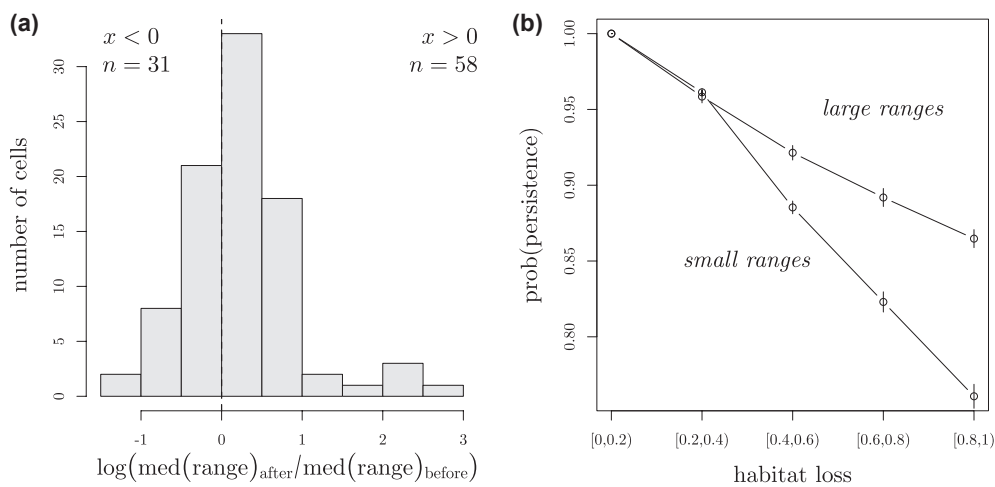 (a)
x < 0
n = 31
x > 0
n = 58
number of cells
0
5
10
15
20
25
30
-1
0
1
2
3
log(med(range)after/med(range)before)
(b)
prob(persistence)
1.00
0.95
0.90
0.85
0.80
large ranges
small ranges
[0,0.2)
[0.2,0.4)
[0.4,0.6)
[0.6,0.8)
[0.8,1)
habitat loss